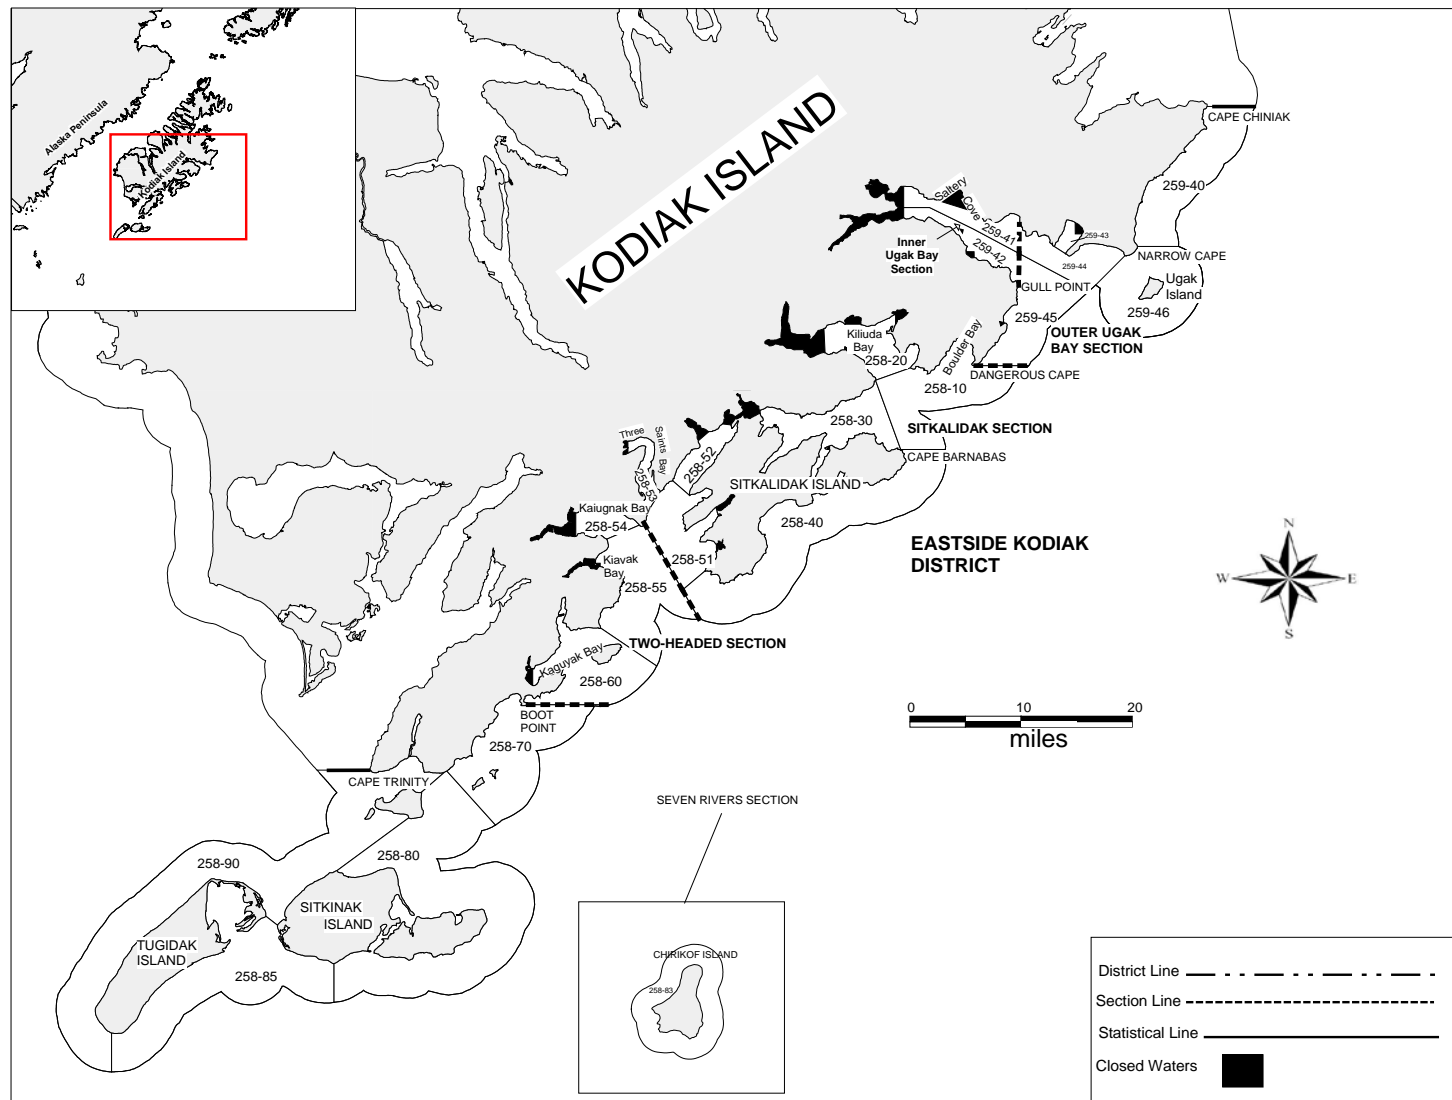 Alaska Peninsula
Kodiak Island
KODIAK ISLAND
CAPE CHINIAK
259-40
Saltery
Cove
259-41
259-42
259-43
259-44
Inner
Ugak Bay
Section
NARROW CAPE
Ugak
Island
GULL POINT
259-46
259-45
OUTER UGAK
BAY SECTION
Kiliuda
Bay
258-20
Boulder Bay
DANGEROUS CAPE
258-10
258-30
SITKALIDAK SECTION
CAPE BARNABAS
Three
Saints Bay
258-52
258-53
SITKALIDAK ISLAND
258-40
Kaiugnak Bay
258-54
258-51
EASTSIDE KODIAK
DISTRICT
Kiavak
Bay
258-55
N
W
E
S
TWO-HEADED SECTION
Kaguyak Bay
258-60
BOOT
POINT
0
10
20
miles
258-70
CAPE TRINITY
SEVEN RIVERS SECTION
258-90
258-80
SITKINAK
ISLAND
TUGIDAK
ISLAND
258-85
CHIRIKOF ISLAND
258-83
District Line
Section Line
Statistical Line
Closed Waters